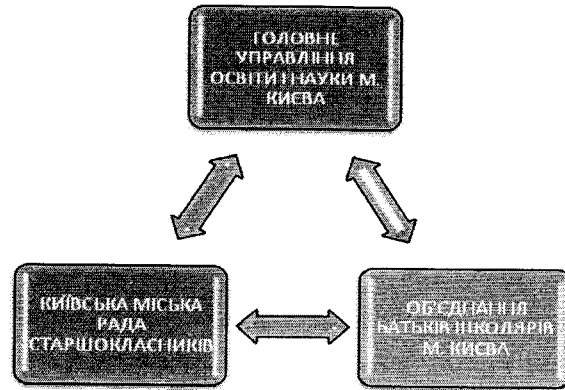 ГОЛОВНЕ
УПРАВЛІННЯ
ОСВІТИ І НАУКИ М.
КИЄВА
КИЇВСЬКА МІСЬКА
РАДА
СТАРШОКЛАСНИКІВ
ОБ'ЄДНАННЯ
БАТЬКІВ ШКОЛЯРІВ
М. КИЄВА